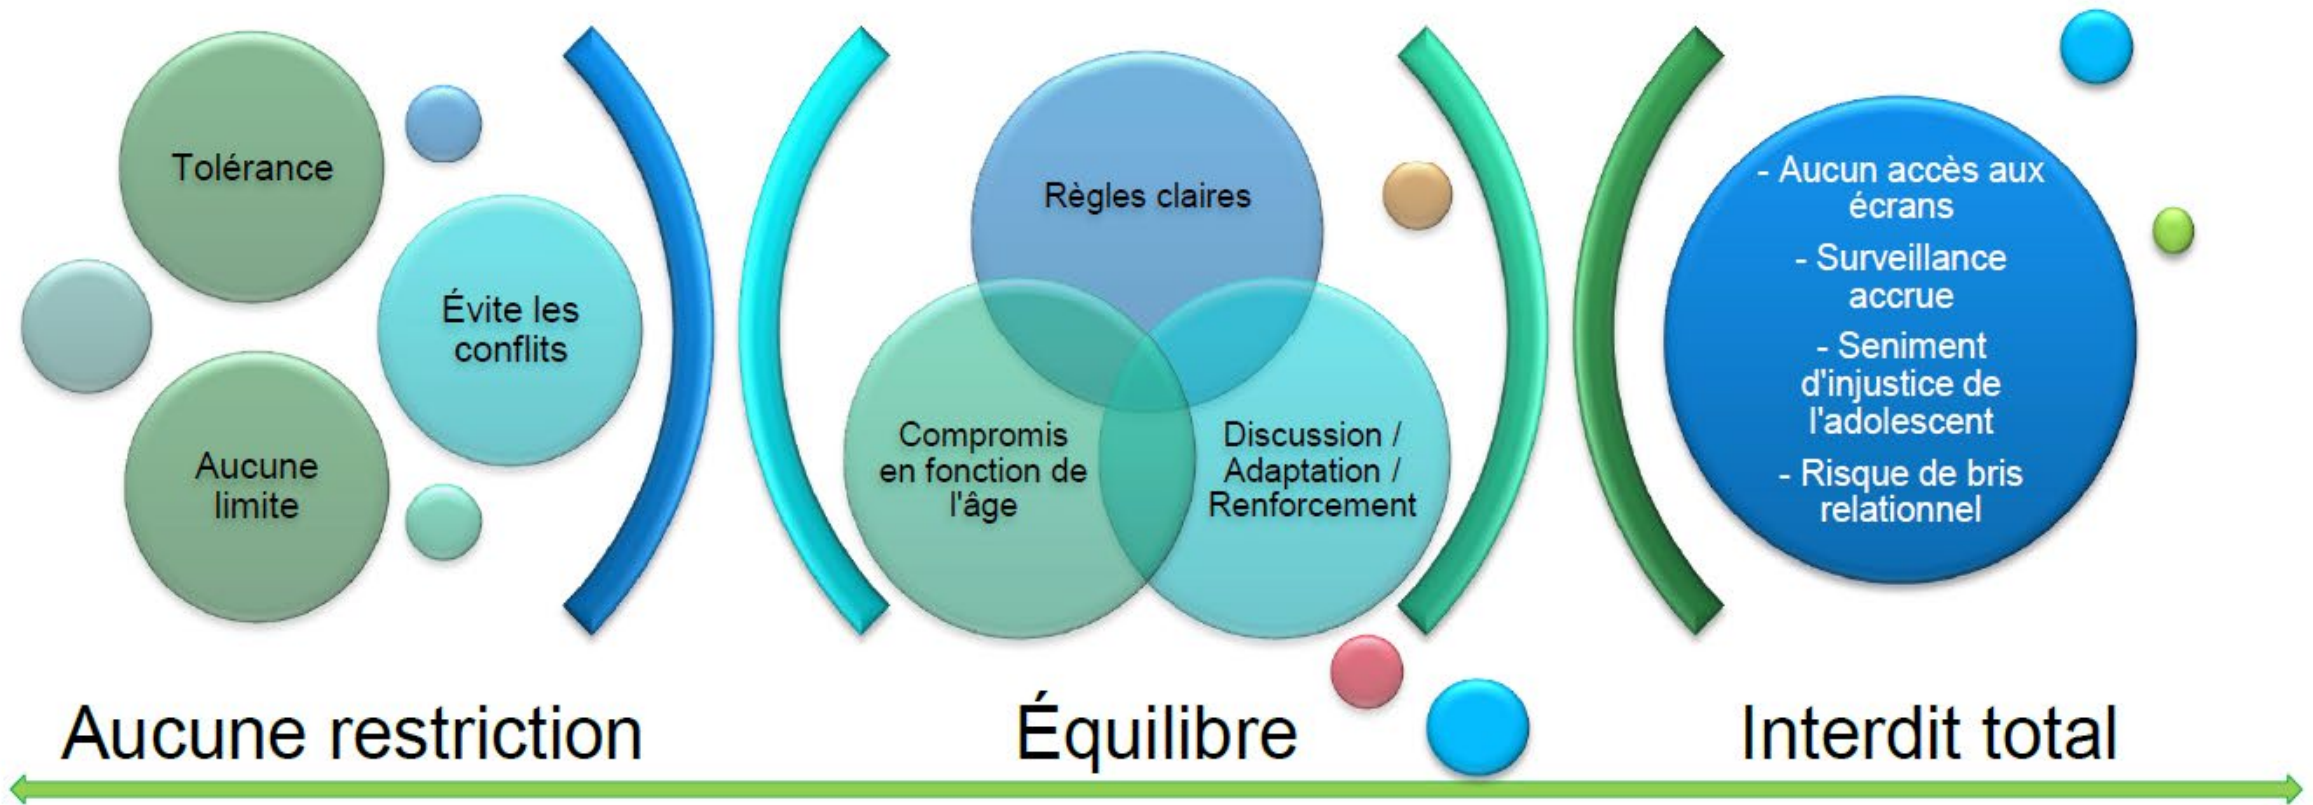 Tolérance
Évite les
conflits
Aucune
limite
Règles claires
Compromis
en fonction de
l'âge
Discussion /
Adaptation /
Renforcement
- Aucun accès aux
écrans
- Surveillance
accrue
- Seniment
d'injustice de
l'adolescent
- Risque de bris
relationnel
Aucune restriction
Équilibre
Interdit total